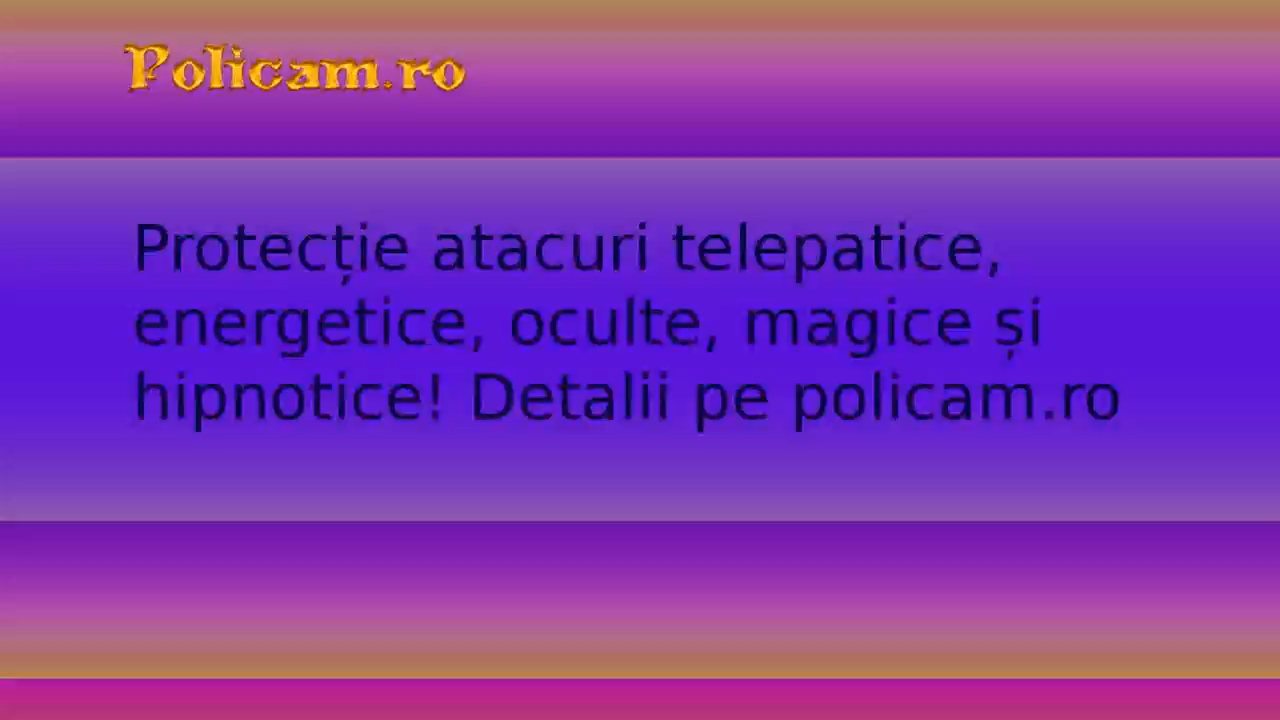 Policam.ro
Protecție atacuri telepatice,
energetice, oculte, magice și
hipnotice! Detalii pe policam.ro